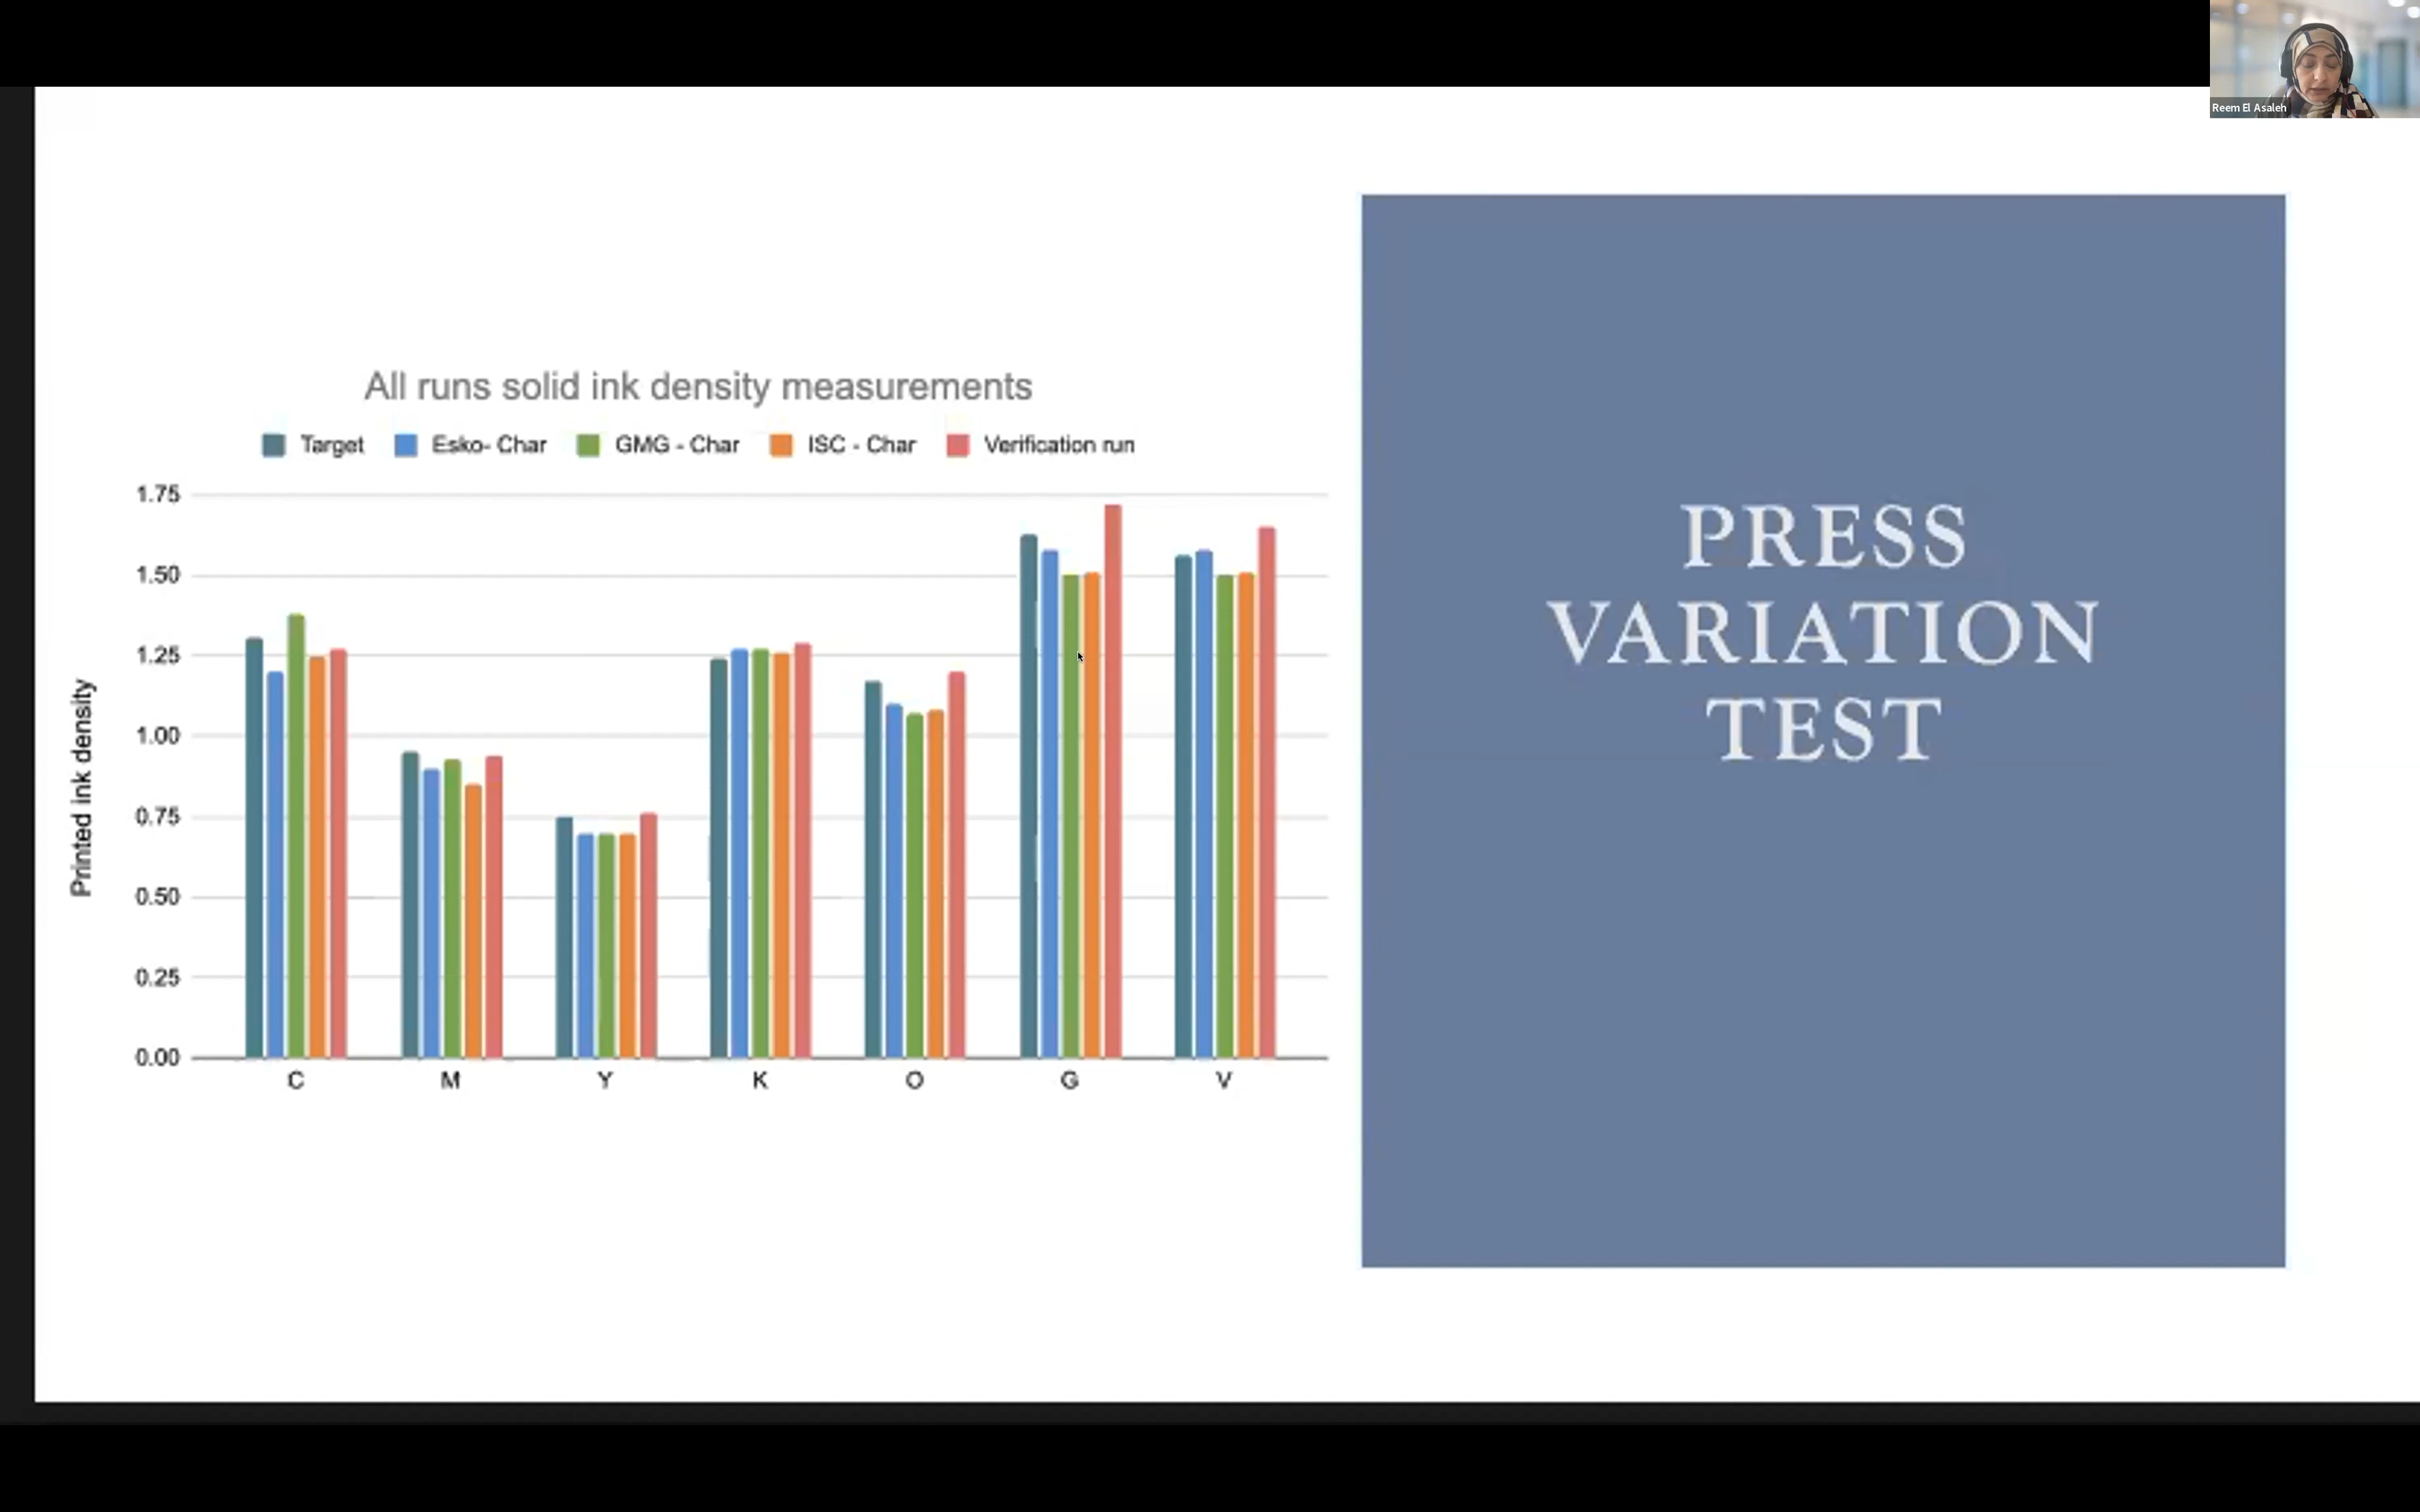 Reem El Asaleh
All runs solid ink density measurements
Target Esko- Char GMG - Char ISC - Char Verification run
Printed ink density
1.75
1.50
1.25
1.00
0.75
0.50
0.25
0.00
C M Y K O G V
PRESS
VARIATION
TEST